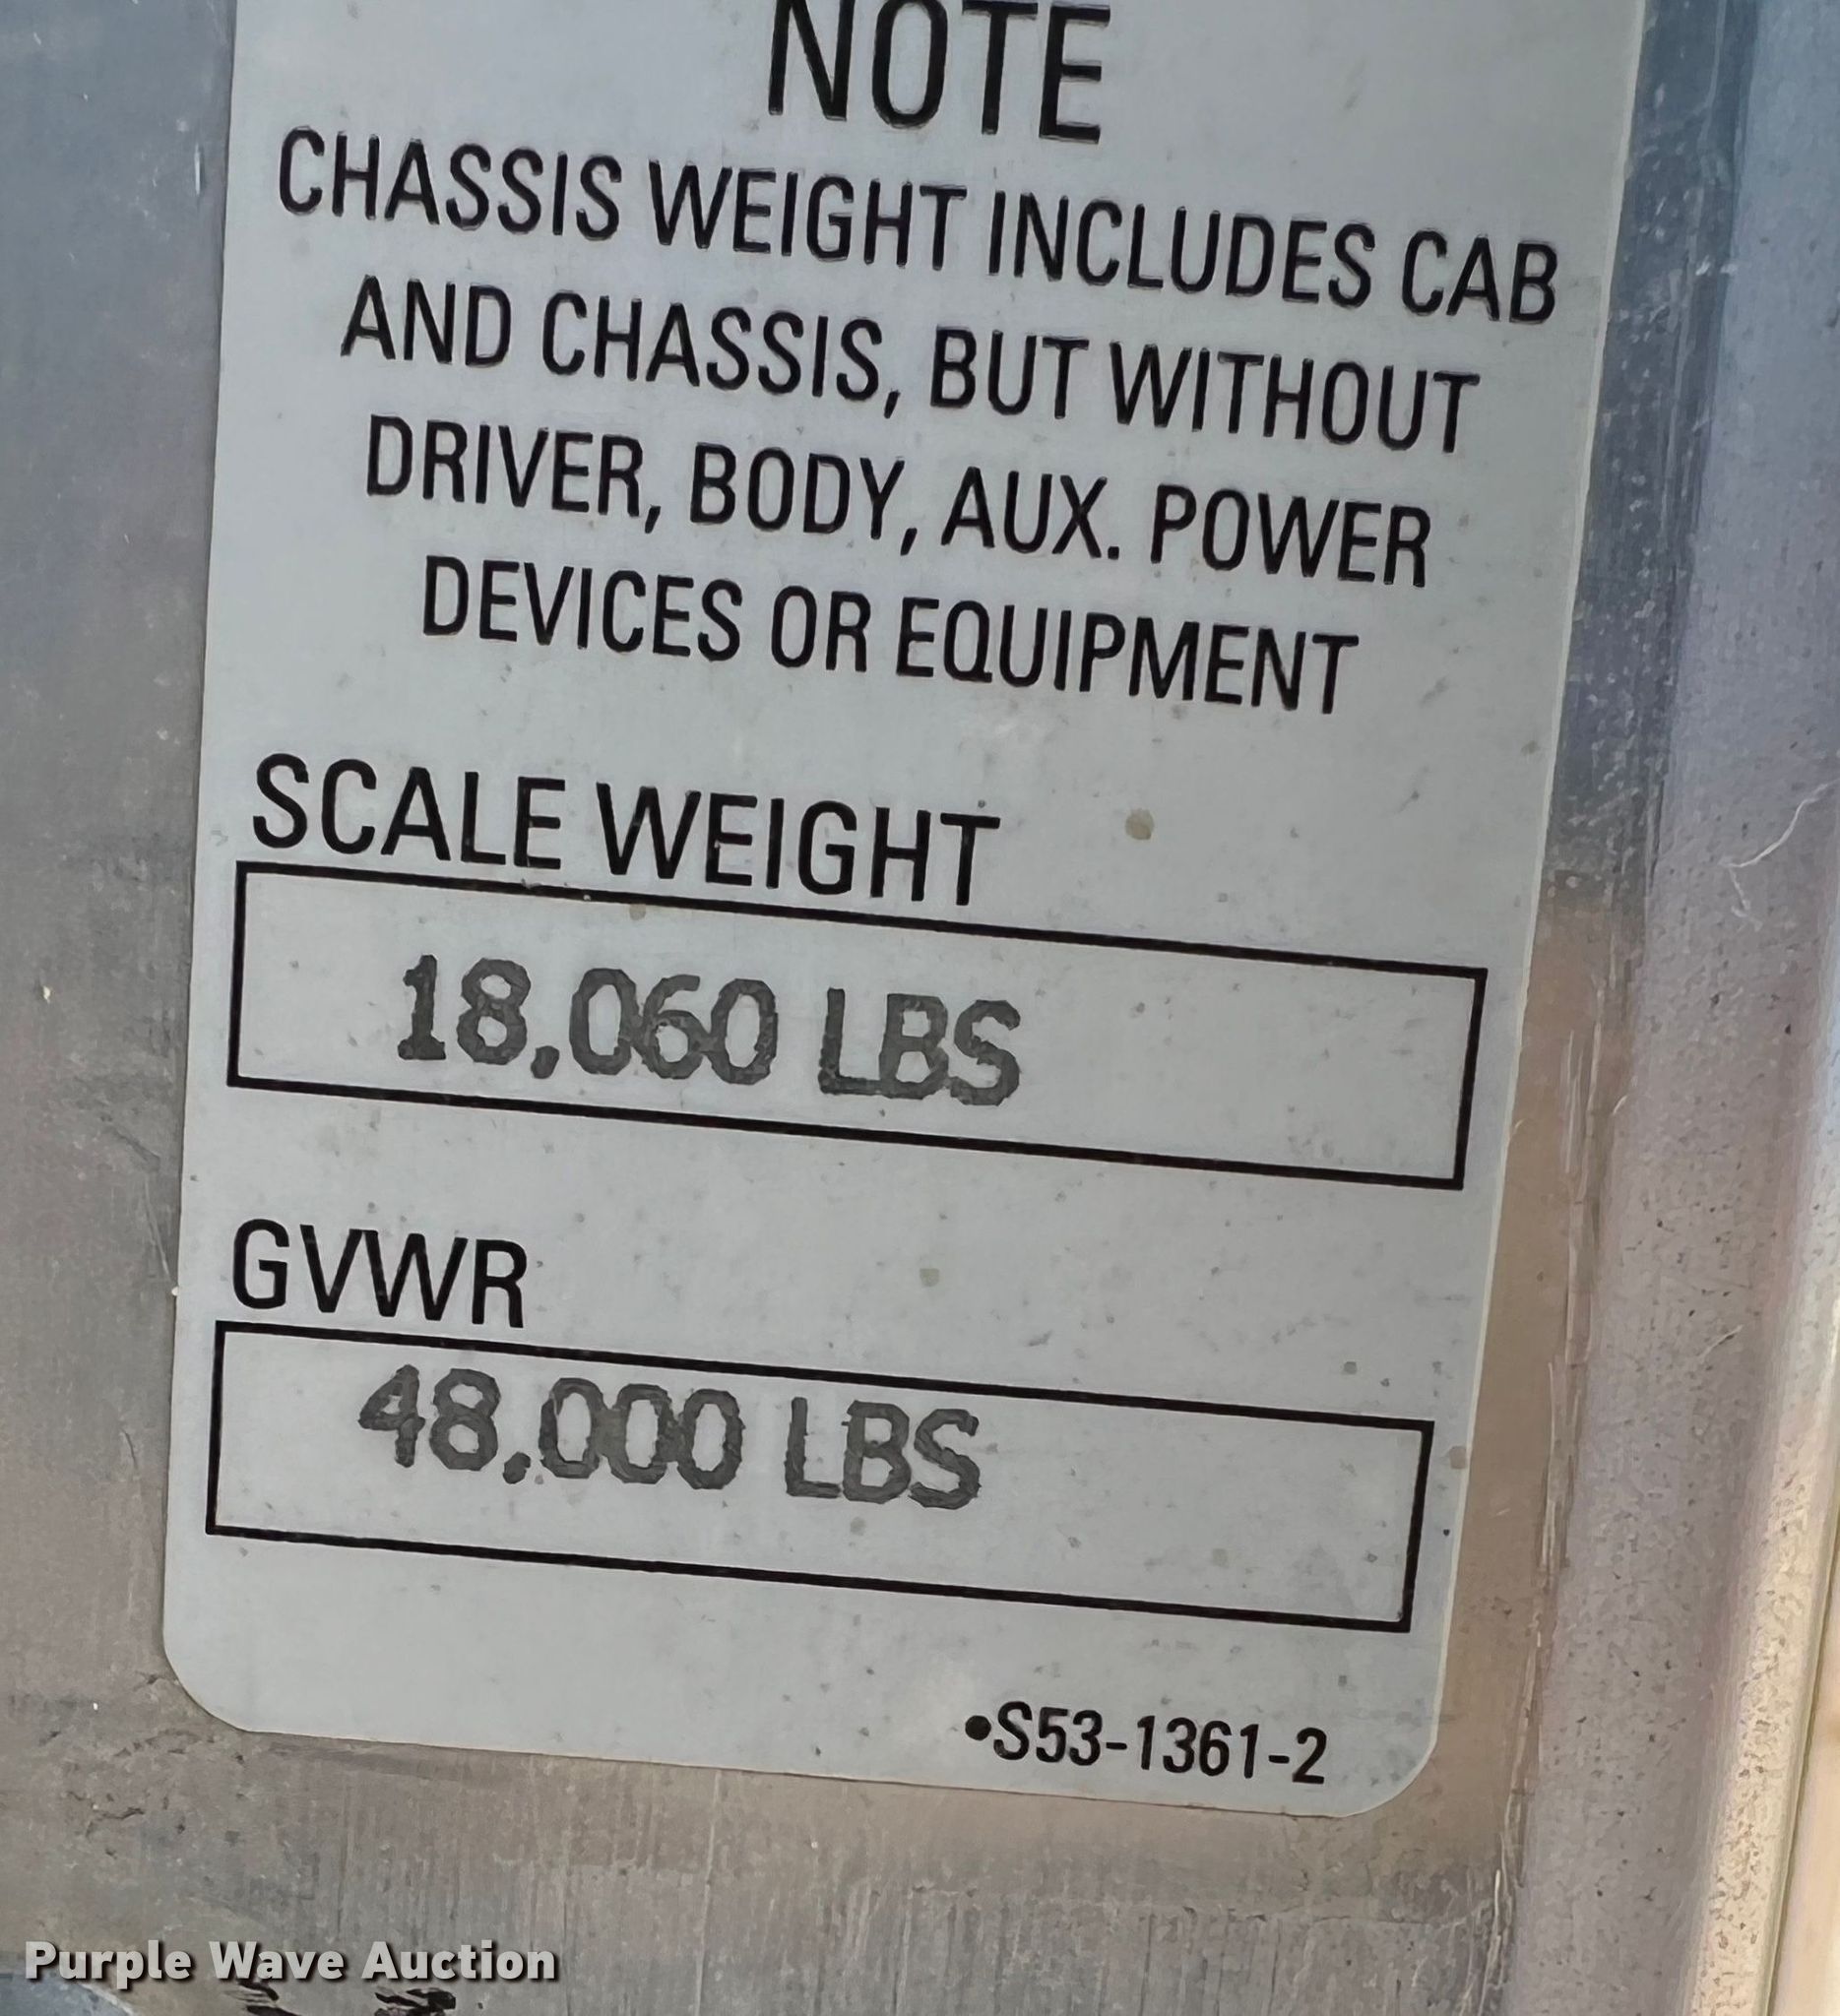 NOTE
CHASSIS WEIGHT INCLUDES CAB
AND CHASSIS, BUT WITHOUT
DRIVER, BODY, AUX. POWER
DEVICES OR EQUIPMENT
SCALE WEIGHT
18,060 LBS
GVWR
48,000 LBS
•S53-1361-2
Purple Wave Auction